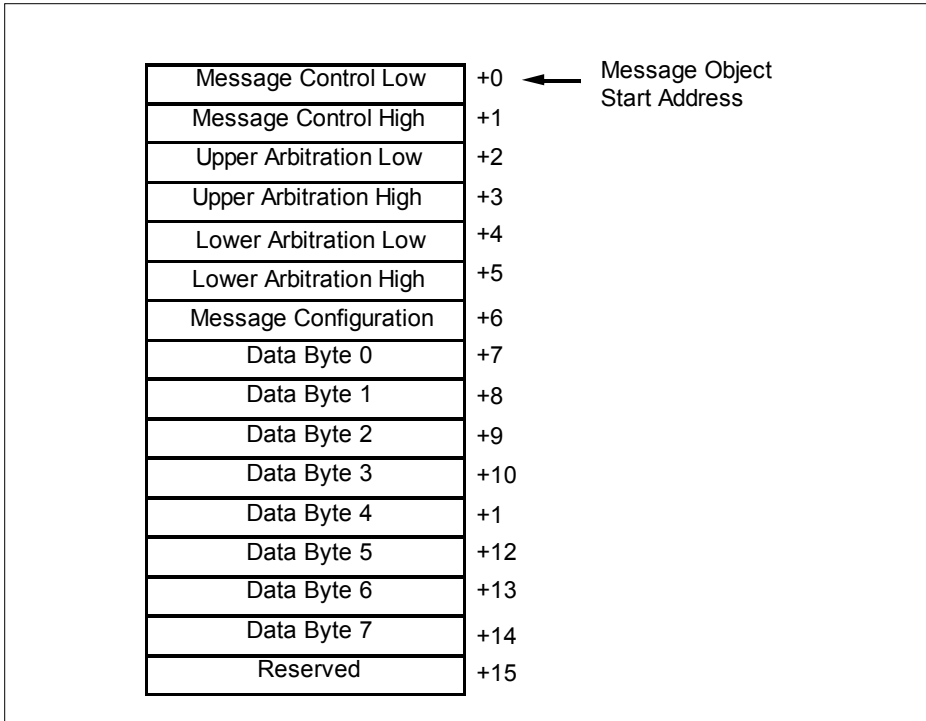 Message Control Low +0 Message Object
Start Address
Message Control High +1
Upper Arbitration Low +2
Upper Arbitration High +3
Lower Arbitration Low +4
Lower Arbitration High +5
Message Configuration +6
Data Byte 0 +7
Data Byte 1 +8
Data Byte 2 +9
Data Byte 3 +10
Data Byte 4 +1
Data Byte 5 +12
Data Byte 6 +13
Data Byte 7 +14
Reserved +15